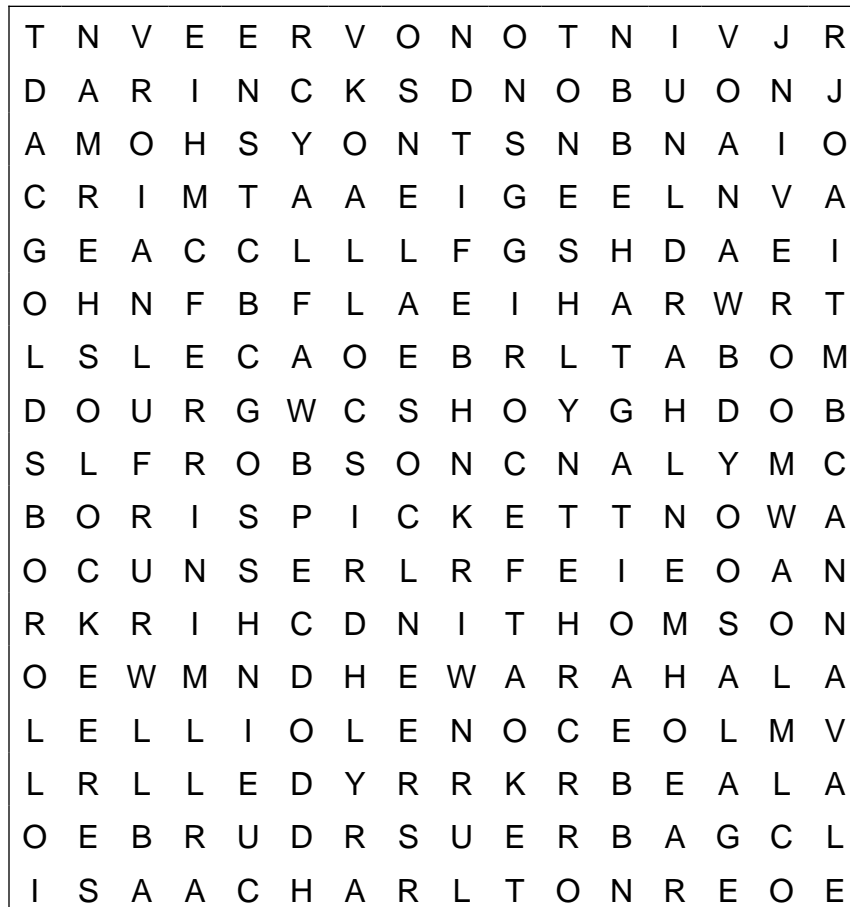 T N V E E R V O N O T N I V J R
D A R I N C K S D N O B U O N J
A M O H S Y O N T S N B N A I O
C R I M T A A E I G E E L N V A
G E A C C L L L F G S H D A E I
O H N F B F L A E I H A R W R T
L S L E C A O E B R L T A B O M
D O U R G W C S H O Y G H D O B
S L F R O B S O N C N A L Y M C
B O R I S P I C K E T T N O W A
O C U N S E R L R F E I E O A N
R K R I H C D N I T H O M S O N
O E W M N D H E W A R A H A L A
L E L L I O L E N O C E O L M V
L R L L E D Y R R K R B E A L A
O E B R U D R S U E R B A G C L
I S A A C H A R L T O N R E O E